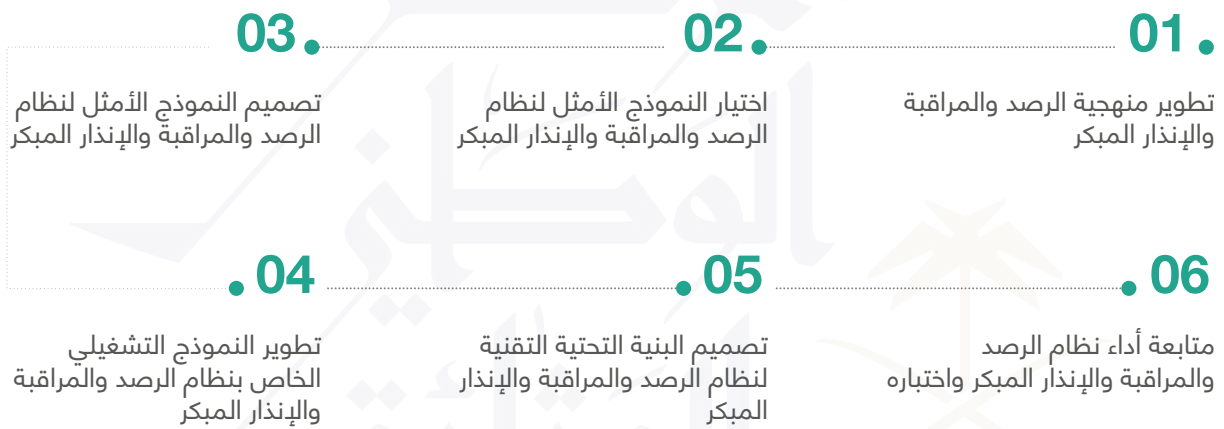 01
تطوير منهجية الرصد والمراقبة
والإنذار المبكر
02
اختيار النموذج الأمثل لنظام
الرصد والمراقبة والإنذار المبكر
03
تصميم النموذج الأمثل لنظام
الرصد والمراقبة والإنذار المبكر
04
تطوير النموذج التشغيلي
الخاص بنظام الرصد والمراقبة
والإنذار المبكر
05
تصميم البنية التحتية التقنية
لنظام الرصد والمراقبة والإنذار
المبكر
06
متابعة أداء نظام الرصد
والمراقبة والإنذار المبكر واختباره